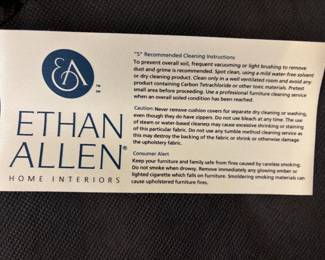 EA
TM
ETHAN
ALLEN®
HOME INTERIORS
"S" Recommended Cleaning Instructions
To prevent overall soil, frequent vacuuming or light brushing to remove
dust and grime is recommended. Spot clean, using a mild water-free solvent
or dry cleaning product. Clean only in a well ventilated room and avoid any
product containing Carbon Tetrachloride or other toxic materials. Pretest
small area before proceeding. Use a professional furniture cleaning service
when an overall soiled condition has been reached.
Caution: Never remove cushion covers for separate dry cleaning or washing,
even though they do have zippers. Do not use bleach at any time. The use
of steam or water-based cleaners may cause excessive shrinking or staining
of this particular fabric. Do not use any tumble method cleaning service as
this may destroy the backing of the fabric or shrink or otherwise damage
the upholstery fabric.
Consumer Alert
Keep your furniture and family safe from fires caused by careless smoking.
Do not smoke when drowsy. Remove immediately any glowing ember or
lighted cigarette which falls on furniture. Smoldering smoking materials can
cause upholstered furniture fires.